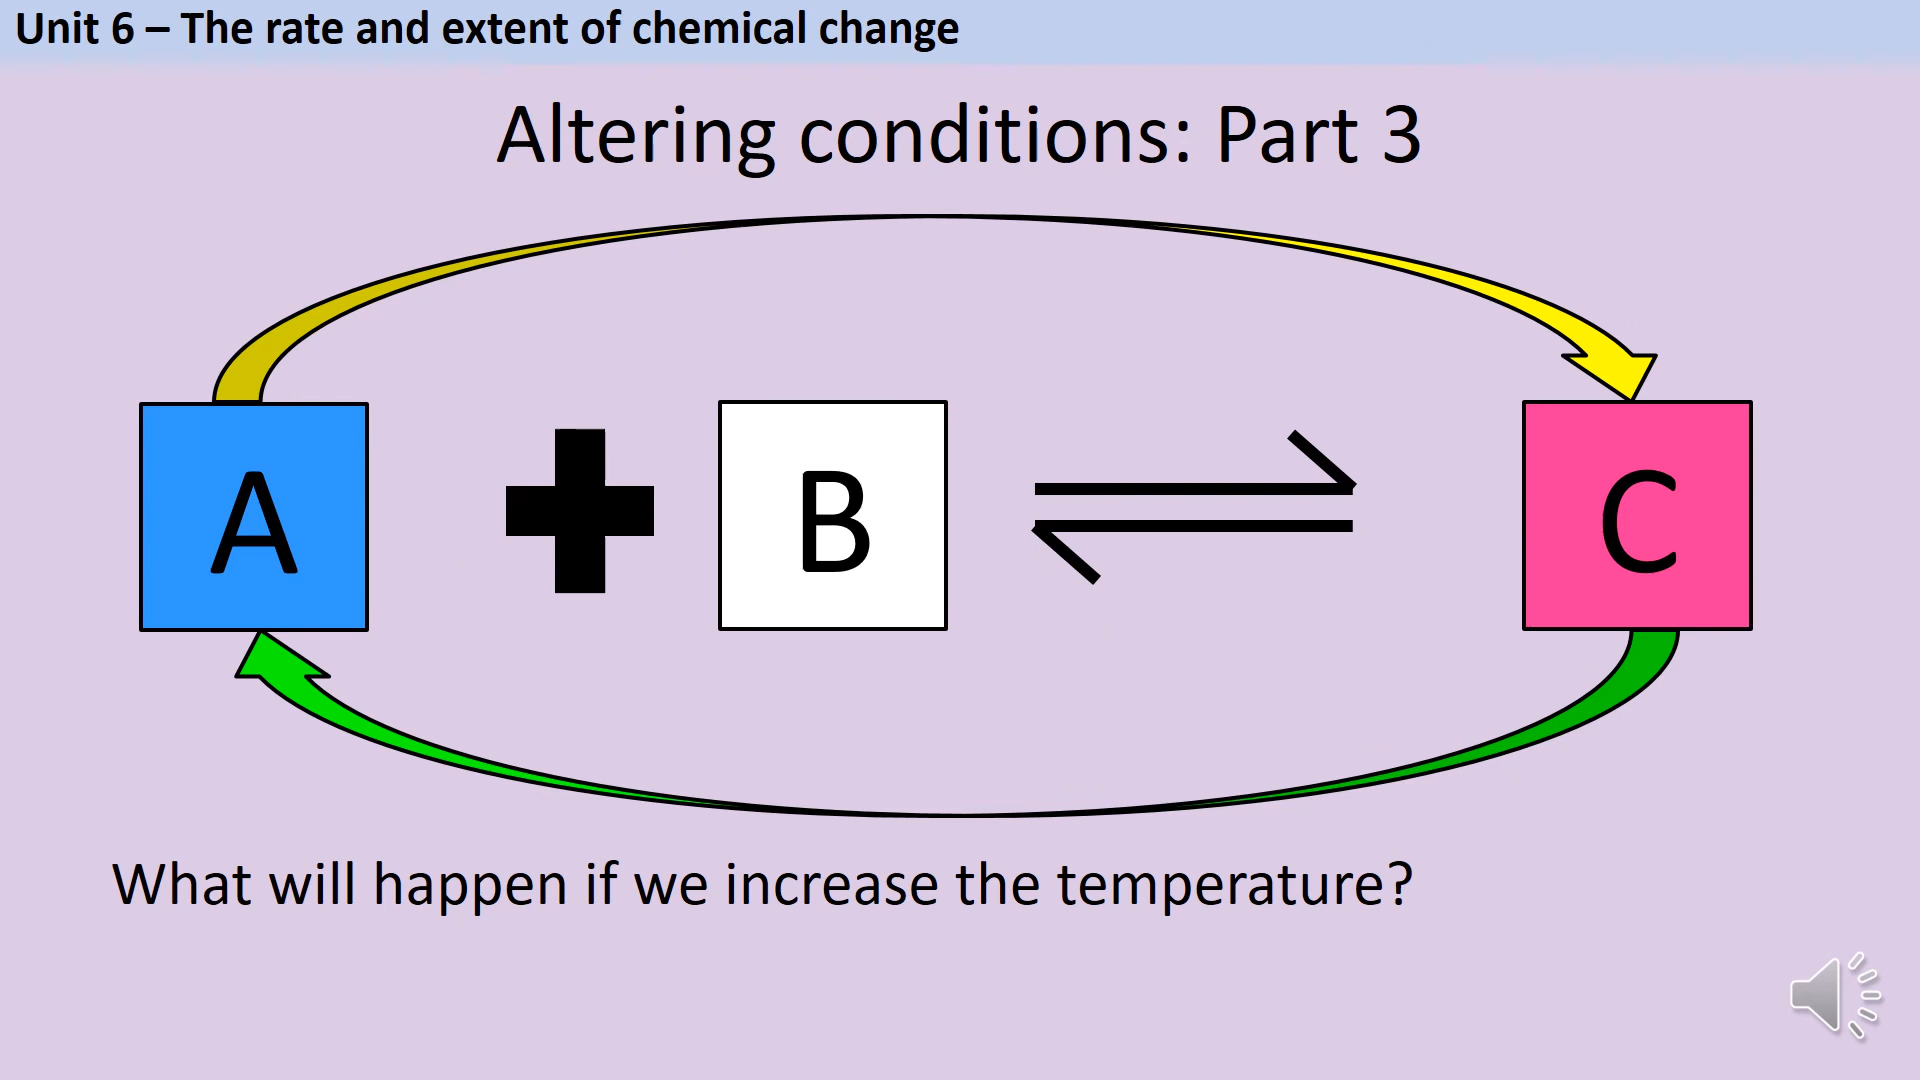 Unit 6 – The rate and extent of chemical change
Altering conditions: Part 3
A + B ⇌ C
What will happen if we increase the temperature?